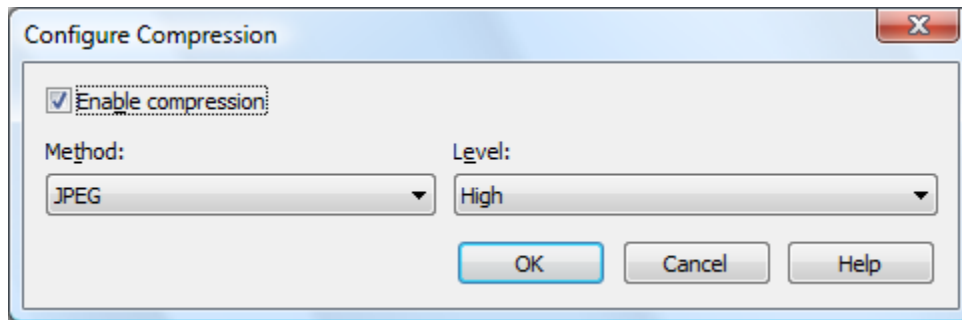 Configure Compression
Enable compression
Method: Level:
JPEG High
OK Cancel Help